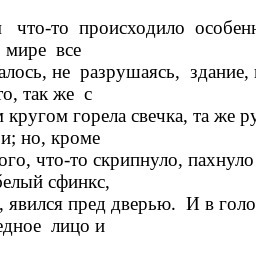 что-то происходило особенн
мире все
алось, не разрушаясь, здание,
то, так же с
кругом горела свечка, та же ру
и; но, кроме
ого, что-то скрипнуло, пахнуло
белый сфинкс,
, явился пред дверью. И в голо
едное лицо и